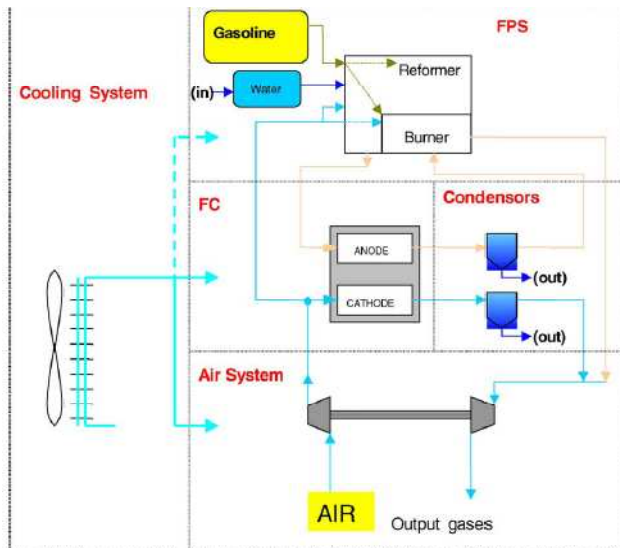 Gasoline
FPS
Reformer
Cooling System
(in)
Water
Burner
FC
Condensors
ANODE
(out)
CATHODE
(out)
Air System
AIR
Output gases